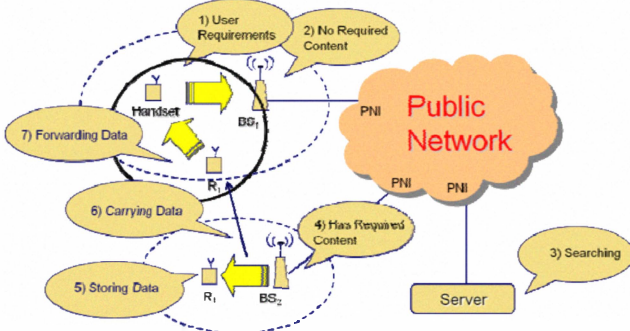 1) User
Requirements
2) No Required
Content
Handset
BS1
PNI
Public
Network
7) Forwarding Data
R1
PNI
PNI
6) Carrying Data
4) Has Required
Content
3) Searching
5) Storing Data
R1
BS2
Server